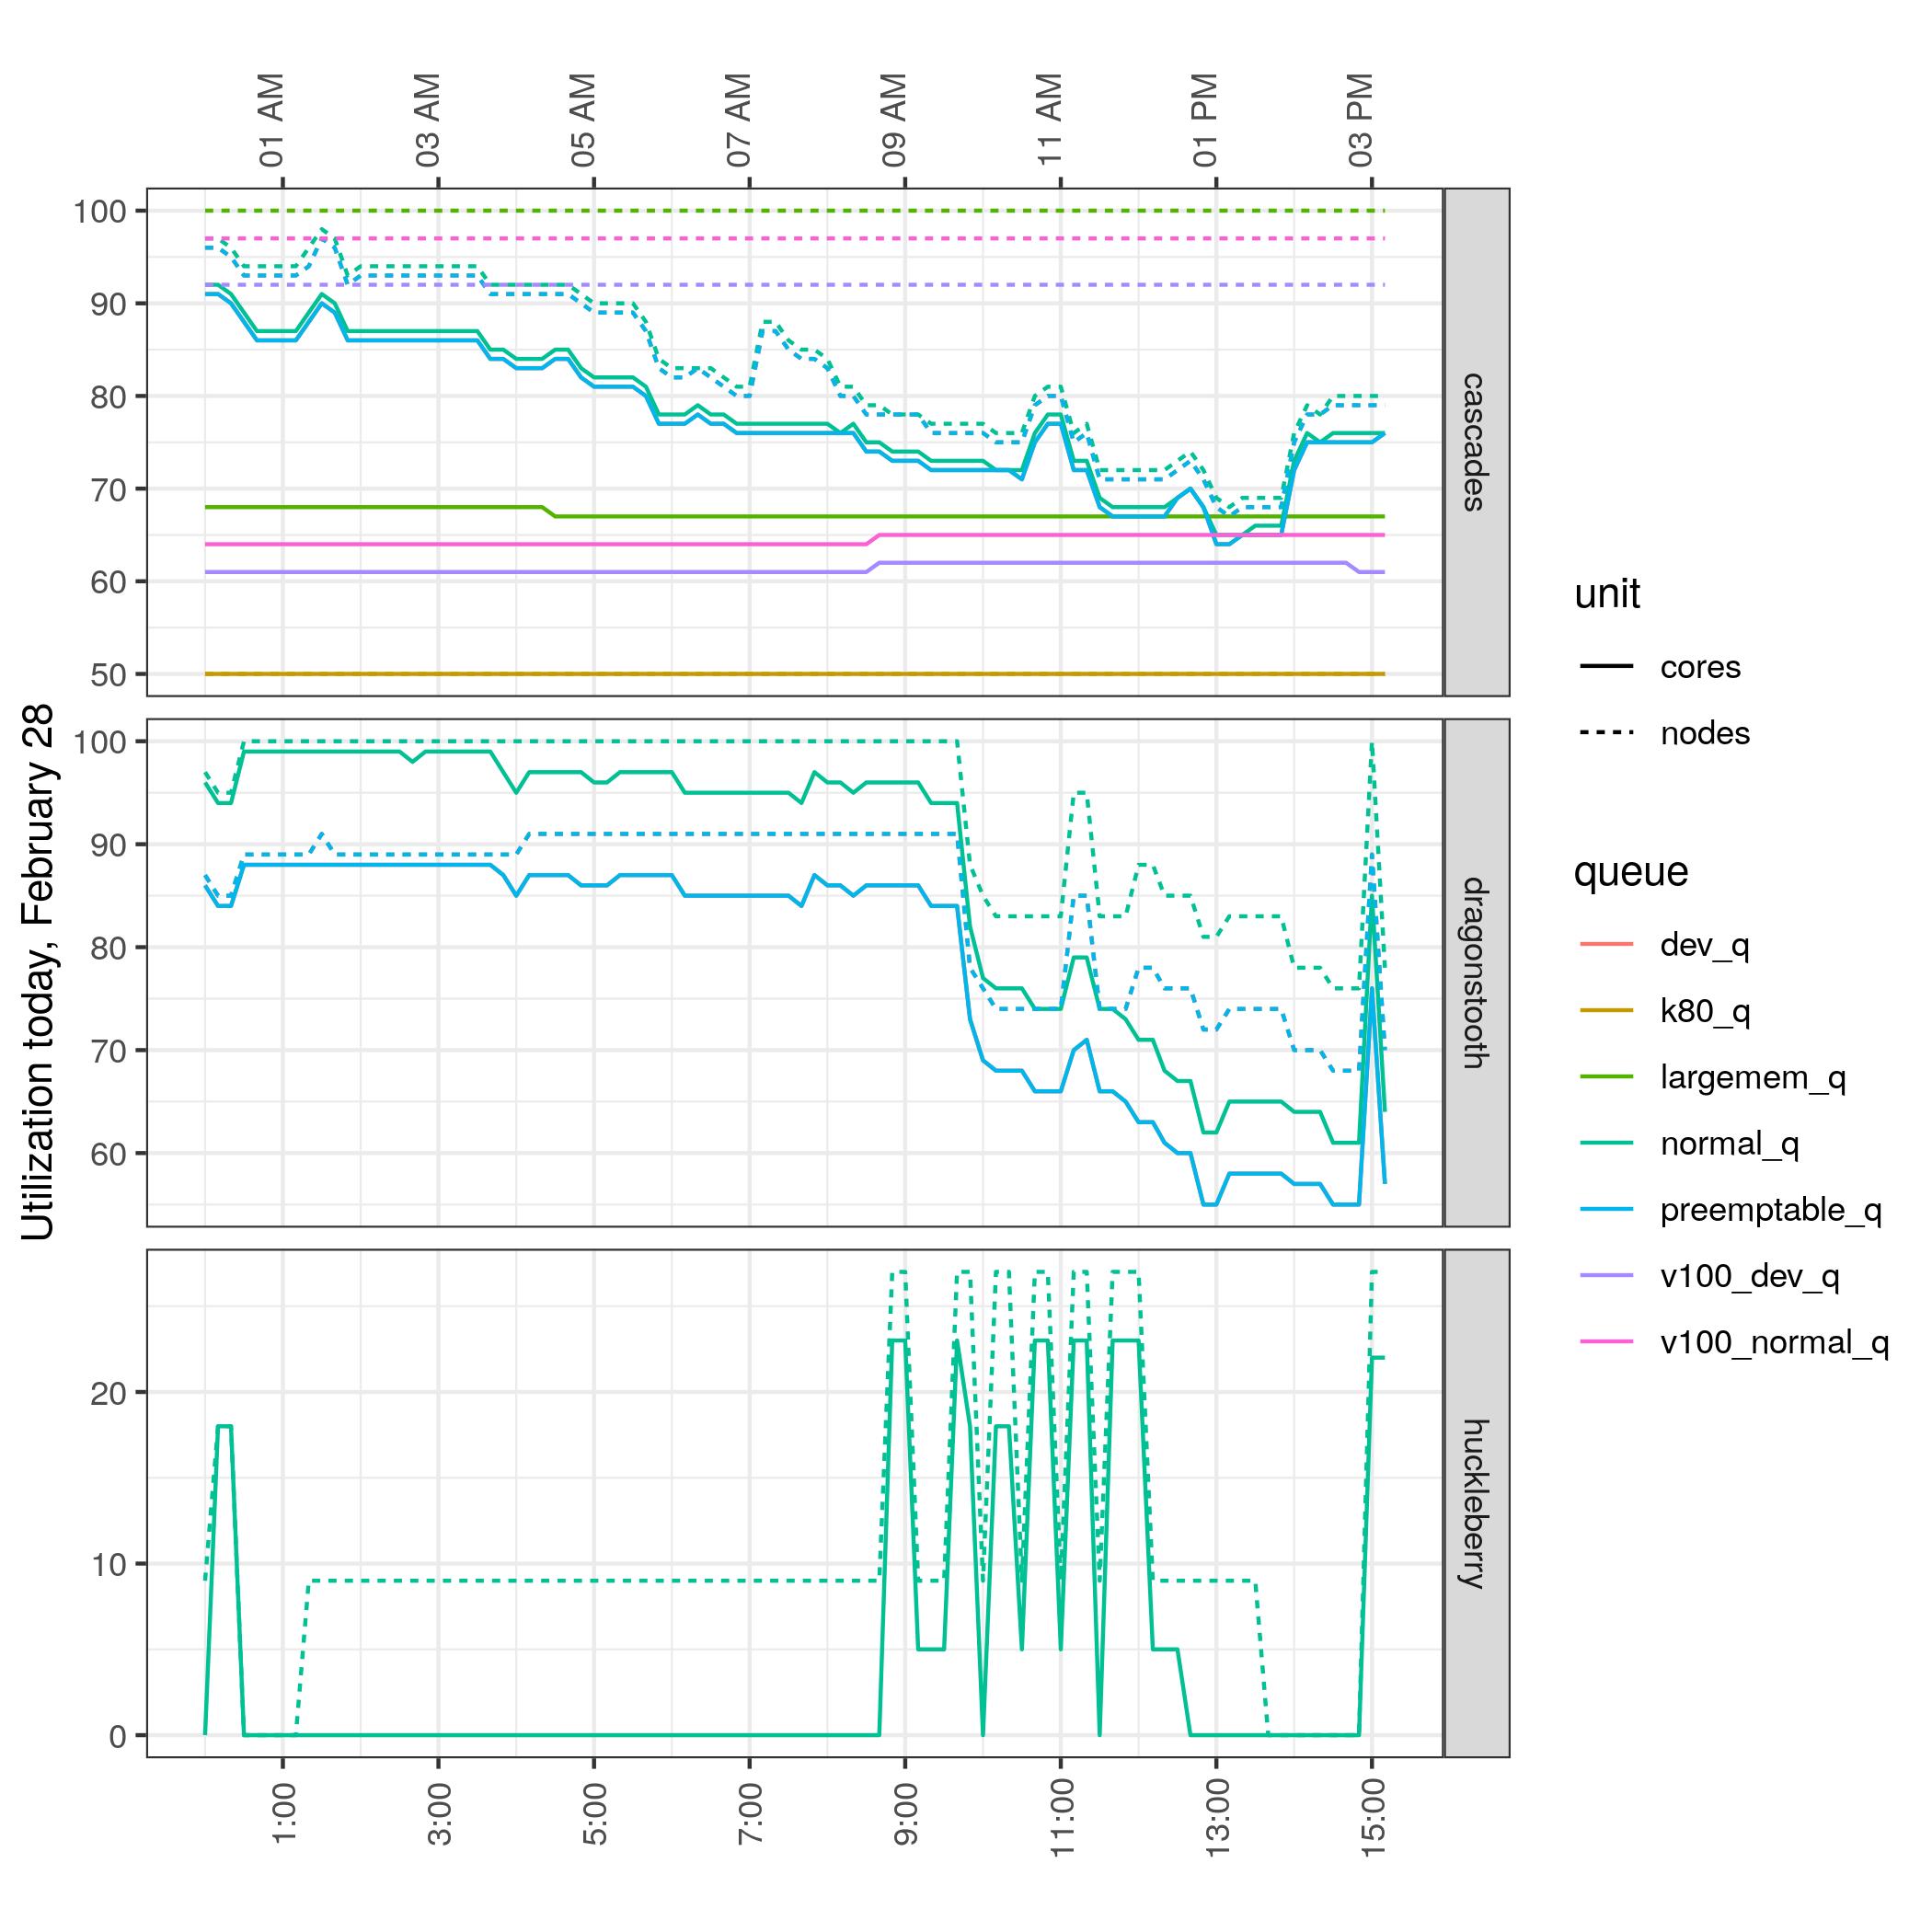 01 AM
03 AM
05 AM
07 AM
09 AM
11 AM
01 PM
03 PM
Utilization today, February 28
100
90
80
70
60
50
cascades
100
90
80
70
60
dragonstooth
20
10
0
huckleberry
1:00
3:00
5:00
7:00
9:00
11:00
13:00
15:00
unit
cores
nodes
queue
dev_q
k80_q
largemem_q
normal_q
preemptable_q
v100_dev_q
v100_normal_q